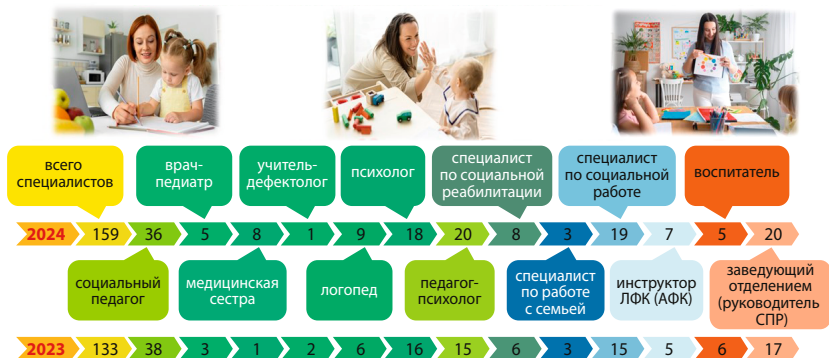 всего
специалистов
врач-
педиатр
учитель-
дефектолог
психолог
специалист
по социальной
реабилитации
специалист
по социальной
работе
воспитатель
2024 159 36 5 8 1 9 18 20 8 3 19 7 5 20
социальный
педагог
медицинская
сестра
логопед
педагог-
психолог
специалист
по работе
с семьей
инструктор
ЛФК (АФК)
заведующий
отделением
(руководитель
СПР)
2023 133 38 3 1 2 6 16 15 6 3 15 5 6 17